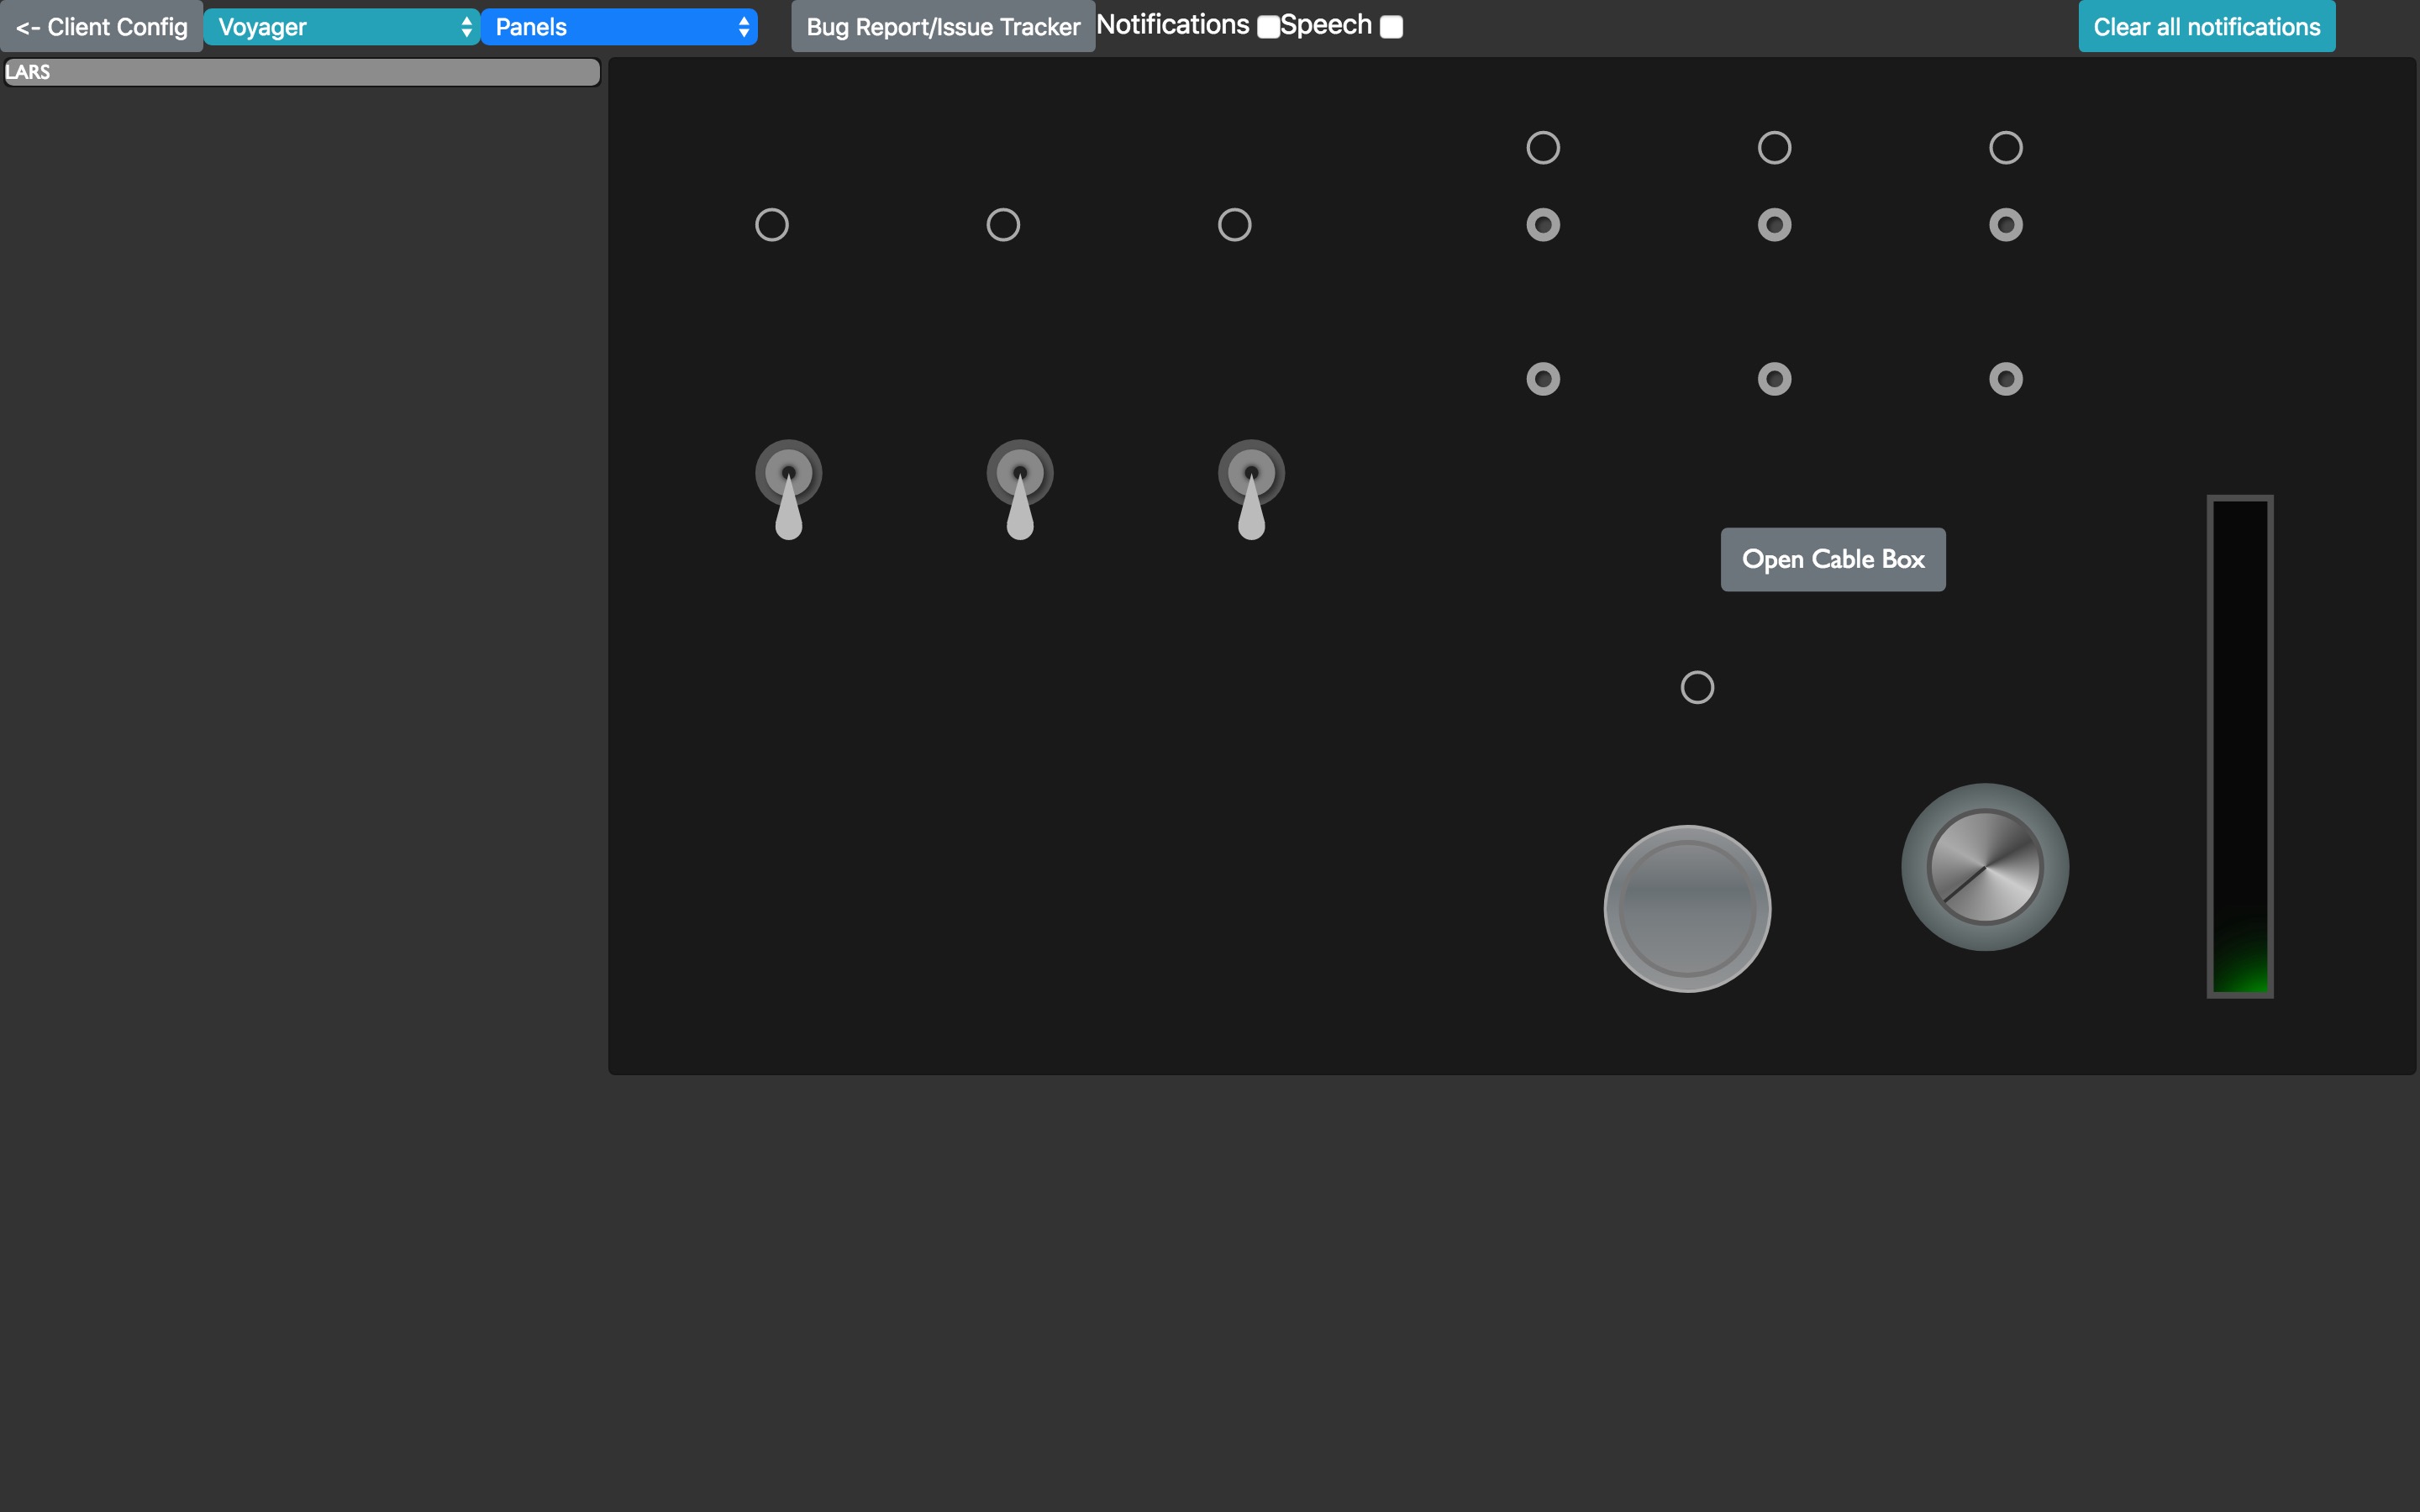 <- Client Config Voyager Panels Bug Report/Issue Tracker Notifications Speech Clear all notifications
LARS
Open Cable Box